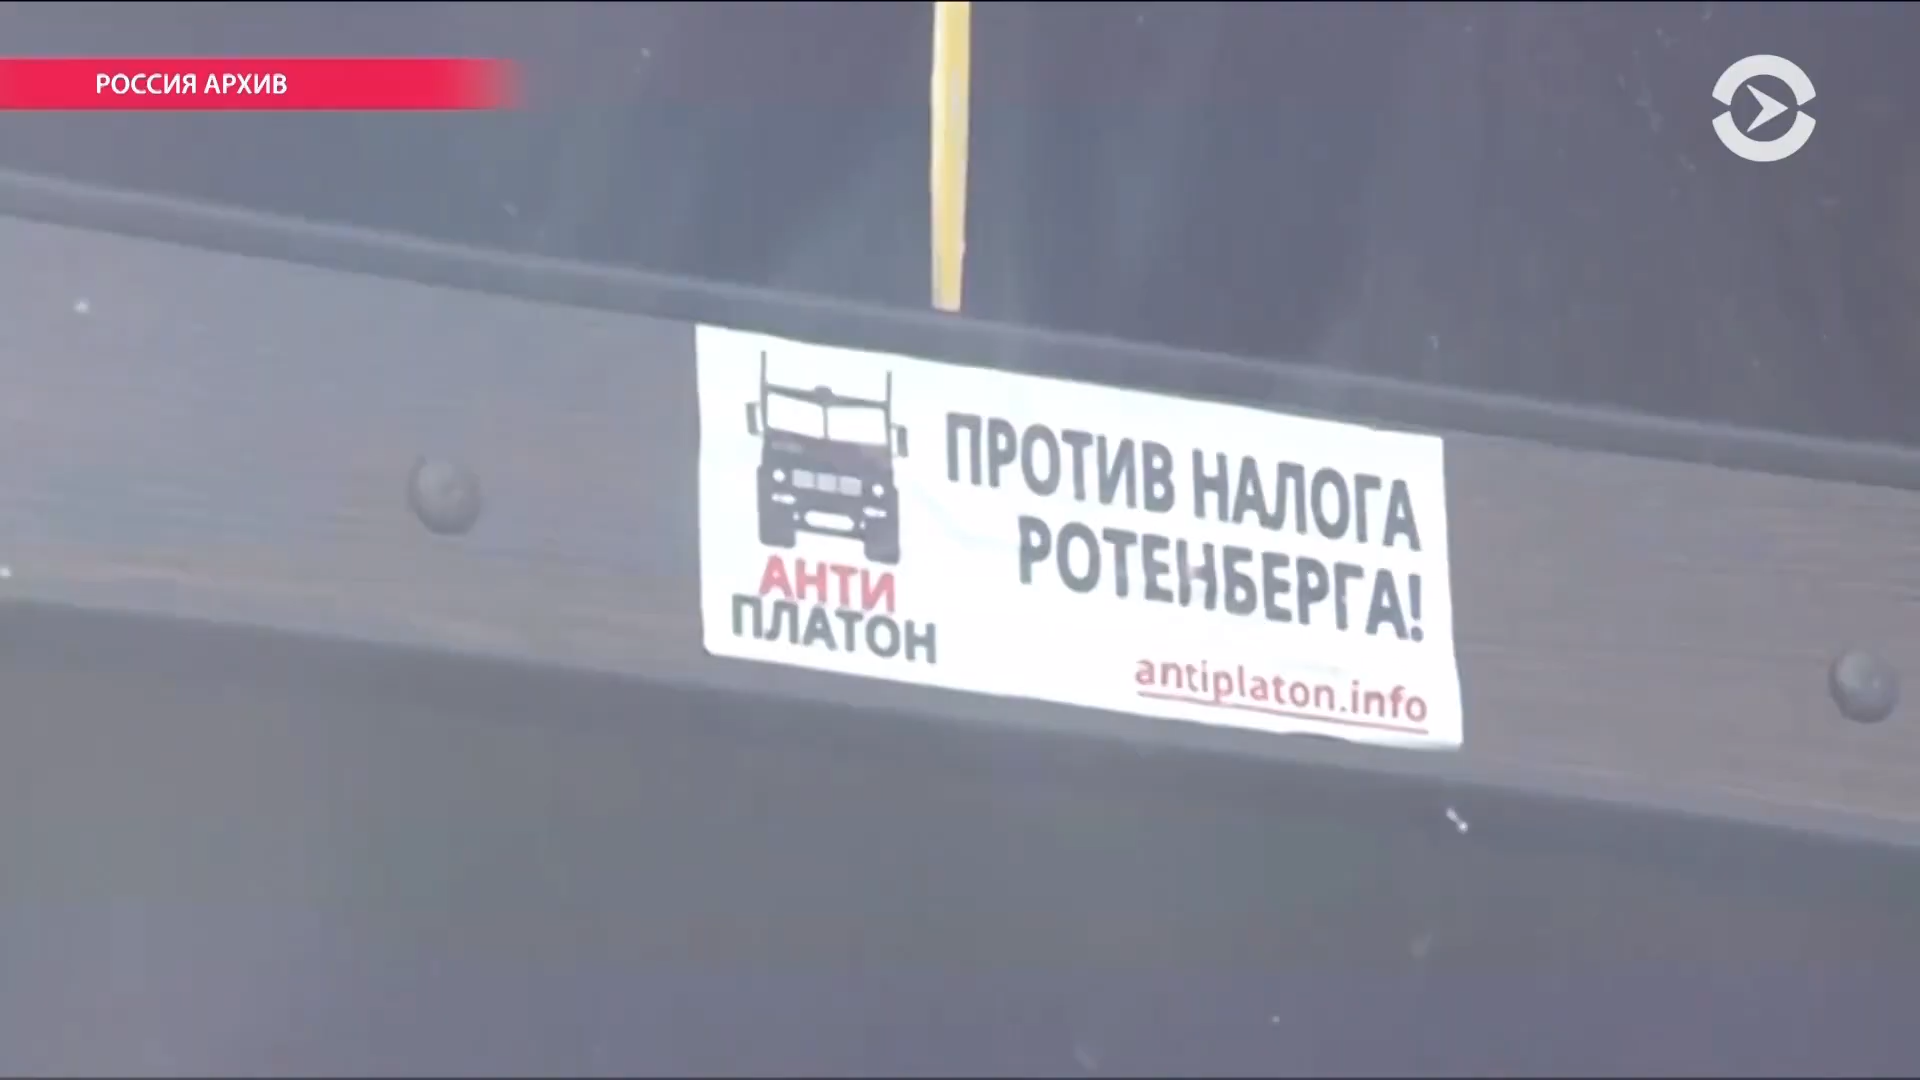 РОССИЯ АРХИВ
ПРОТИВ НАЛОГА
РОТЕНБЕРГА!
АНТИ
ПЛАТОН
antiplaton.info